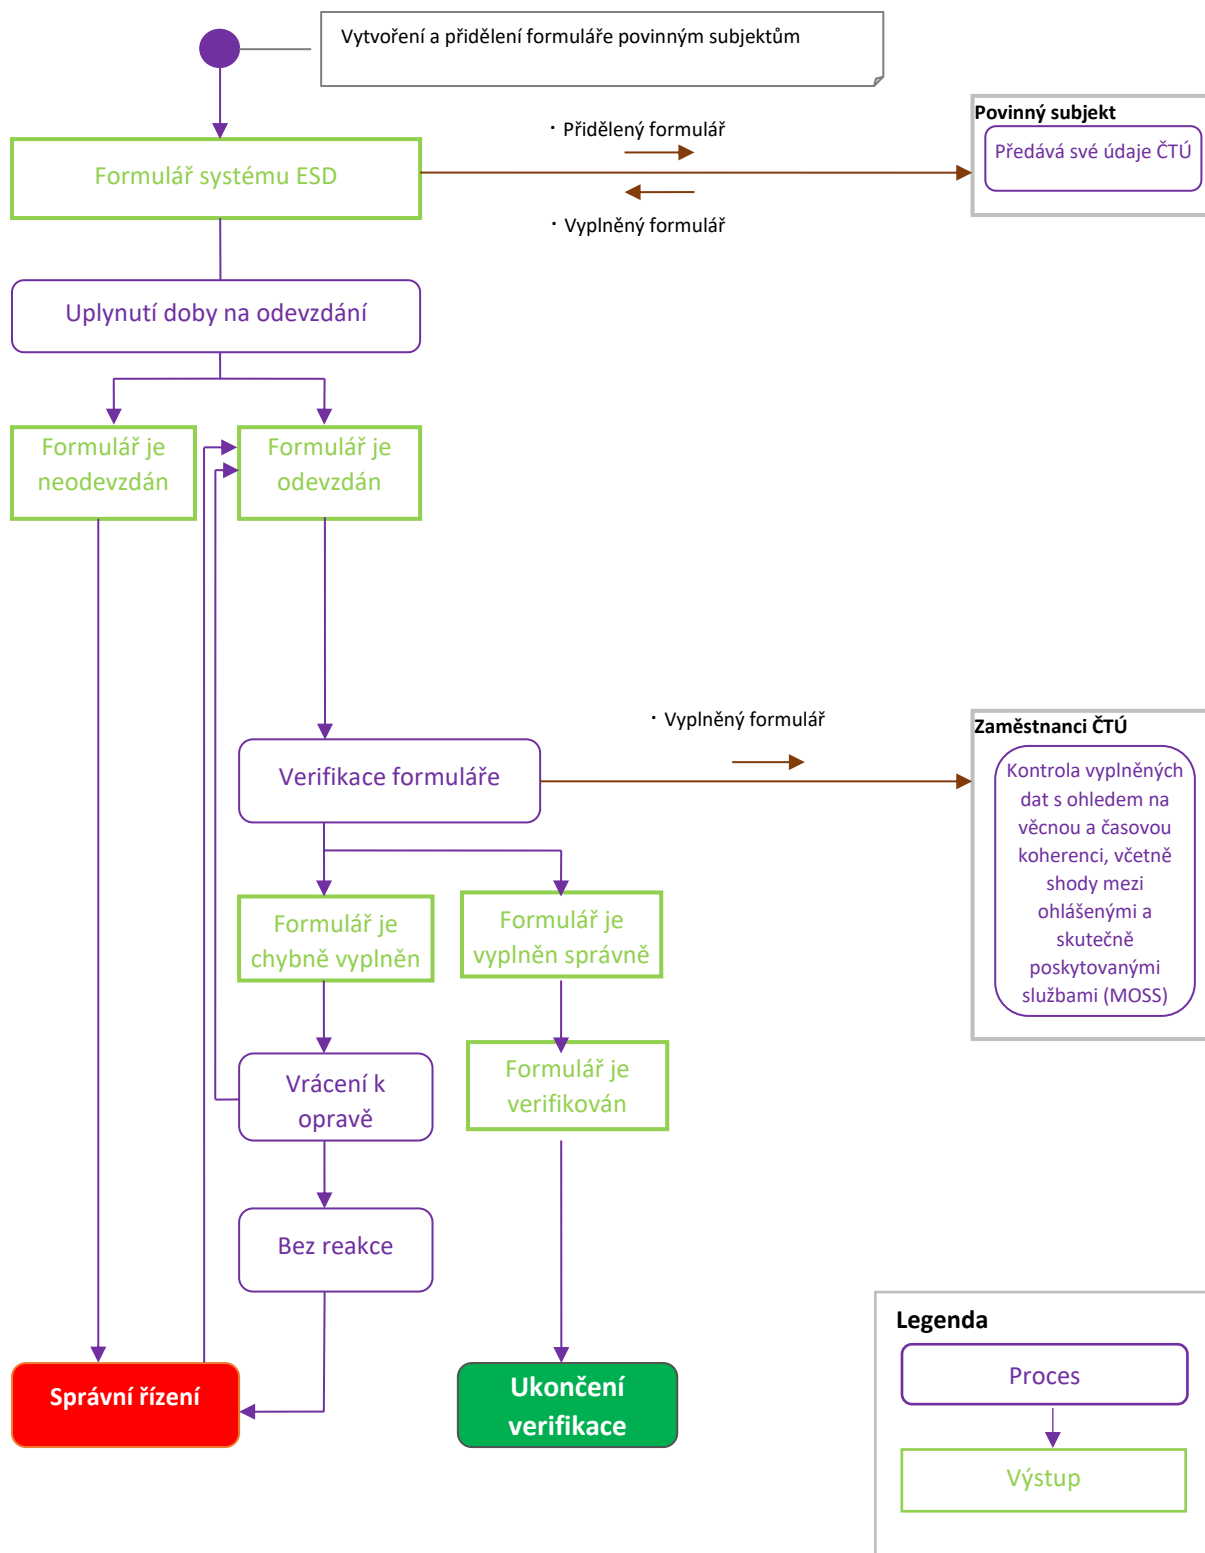 Vytvoření a přidělení formuláře povinným subjektům
Povinný subjekt
Předává své údaje ČTÚ
· Přidělený formulář
Formulář systému ESD
· Vyplněný formulář
Uplynutí doby na odevzdání
Formulář je
neodevzdán
Formulář je
odevzdán
· Vyplněný formulář
Zaměstnanci ČTÚ
Kontrola vyplněných
dat s ohledem na
věcnou a časovou
koherenci, včetně
shody mezi
ohlášenými a
skutečně
poskytovanými
službami (MOSS)
Verifikace formuláře
Formulář je
chybně vyplněn
Formulář je
vyplněn správně
Vrácení k
opravě
Formulář je
verifikován
Bez reakce
Správní řízení
Ukončení
verifikace
Legenda
Proces
Výstup